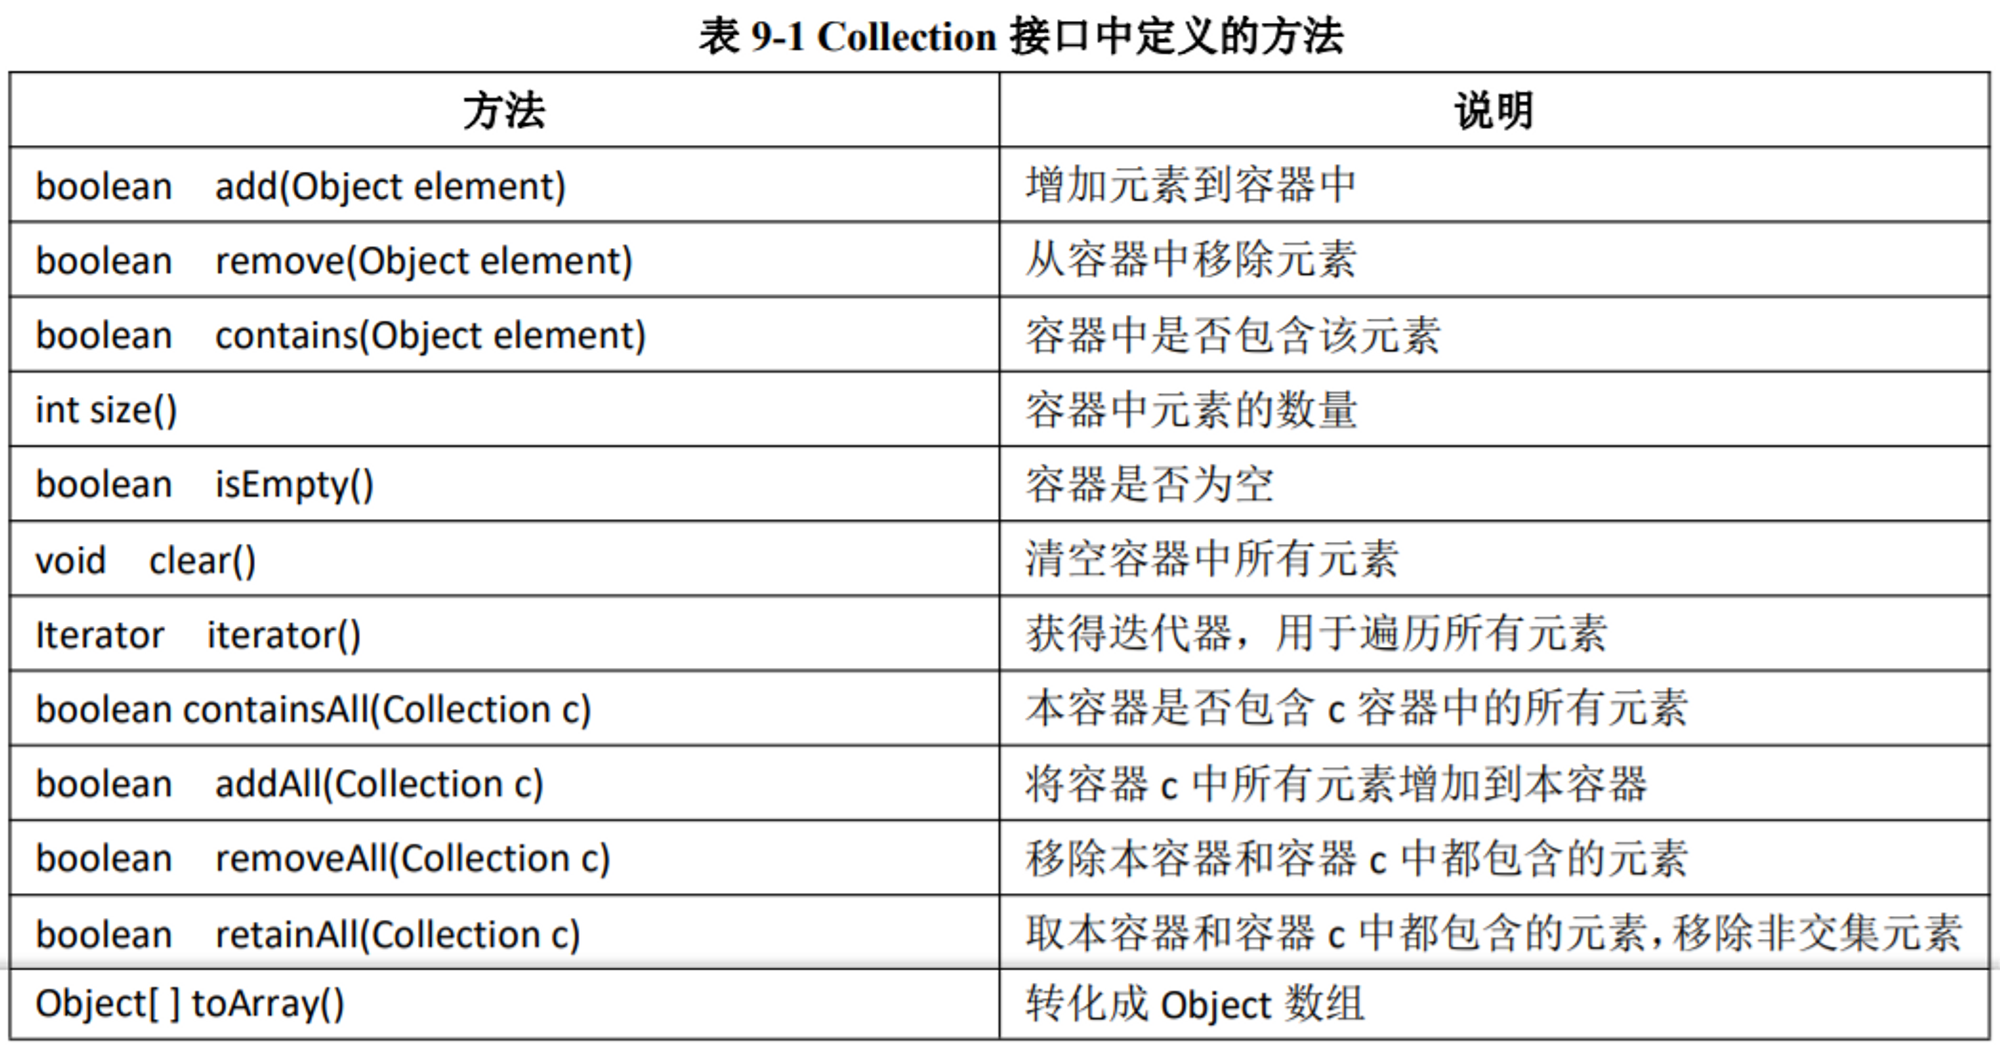 表 9-1 Collection 接口中定义的方法
方法 说明
boolean add(Object element) 增加元素到容器中
boolean remove(Object element) 从容器中移除元素
boolean contains(Object element) 容器中是否包含该元素
int size() 容器中元素的数量
boolean isEmpty() 容器是否为空
void clear() 清空容器中所有元素
Iterator iterator() 获得迭代器，用于遍历所有元素
boolean containsAll(Collection c) 本容器是否包含 c 容器中的所有元素
boolean addAll(Collection c) 将容器 c 中所有元素增加到本容器
boolean removeAll(Collection c) 移除本容器和容器 c 中都包含的元素
boolean retainAll(Collection c) 取本容器和容器 c 中都包含的元素，移除非交集元素
Object[ ] toArray() 转化成 Object 数组